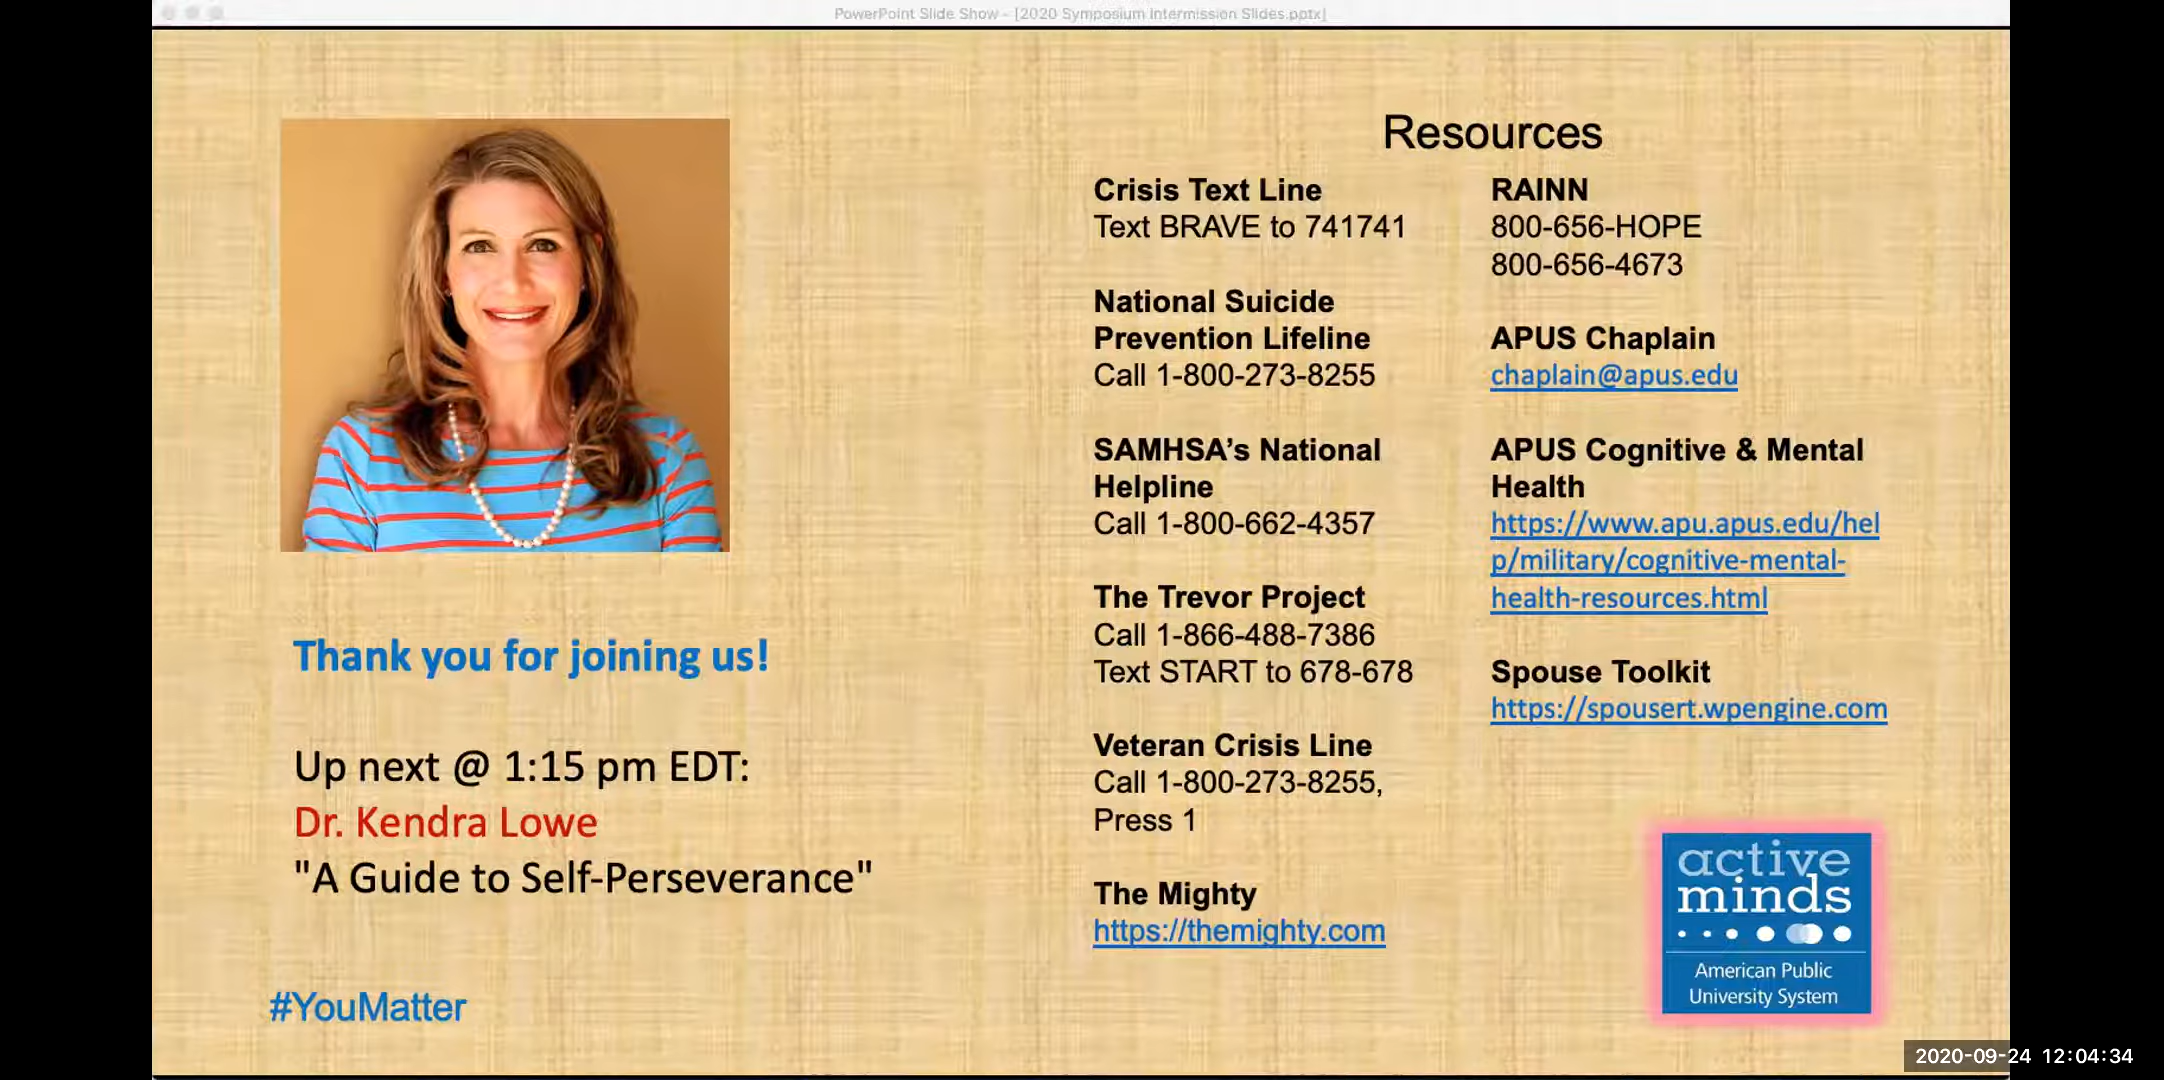 PowerPoint Slide Show - [2020 Symposium Intermission Slides.pptx]
Thank you for joining us!
Up next @ 1:15 pm EDT:
Dr. Kendra Lowe
"A Guide to Self-Perseverance"
#YouMatter
Resources
Crisis Text Line
Text BRAVE to 741741
National Suicide
Prevention Lifeline
Call 1-800-273-8255
SAMHSA’s National
Helpline
Call 1-800-662-4357
The Trevor Project
Call 1-866-488-7386
Text START to 678-678
Veteran Crisis Line
Call 1-800-273-8255,
Press 1
The Mighty
https://themighty.com
RAINN
800-656-HOPE
800-656-4673
APUS Chaplain
chaplain@apus.edu
APUS Cognitive & Mental
Health
https://www.apu.apus.edu/hel
p/military/cognitive-mental-
health-resources.html
Spouse Toolkit
https://spousert.wpengine.com
active
minds
American Public
University System
2020-09-24 12:04:34